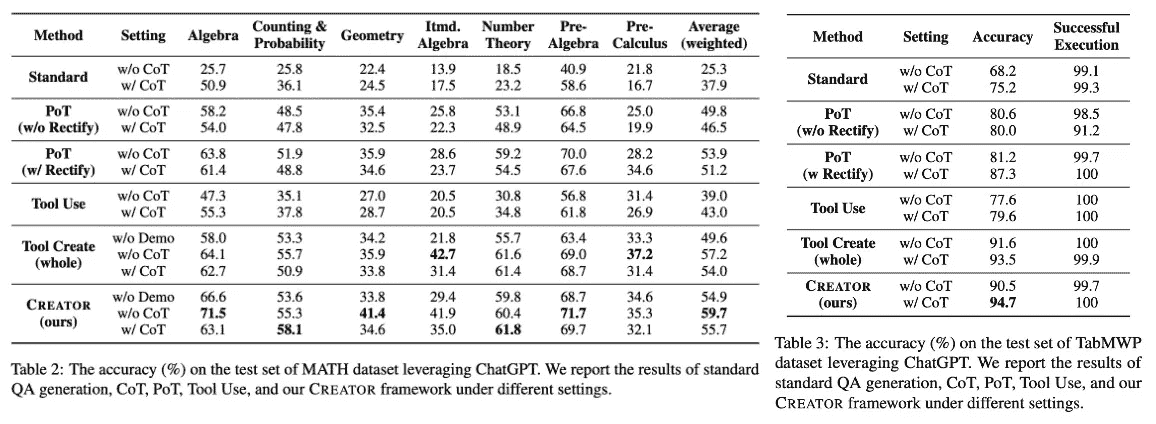 Method Setting Algebra Counting & Probability Geometry Itmd. Algebra Number Theory Pre-Algebra Pre-Calculus Average (weighted)
Standard w/o CoT 25.7 25.8 22.4 13.9 18.5 40.9 21.8 25.3
w/ CoT 50.9 36.1 24.5 17.5 23.2 58.6 16.7 37.9
PoT (w/o Rectify) w/o CoT 58.2 48.5 35.4 25.8 53.1 66.8 25.0 49.8
w/ CoT 54.0 47.8 32.5 22.3 48.9 64.5 19.9 46.5
PoT (w/ Rectify) w/o CoT 63.8 51.9 35.9 28.6 59.2 70.0 28.2 53.9
w/ CoT 61.4 48.8 34.6 23.7 54.5 67.6 34.6 51.2
Tool Use w/o CoT 47.3 35.1 27.0 20.5 30.8 56.8 31.4 39.0
w/ CoT 55.3 37.8 28.7 20.5 34.8 61.8 26.9 43.0
Tool Create (whole) w/o Demo 58.0 53.3 34.2 21.8 55.7 63.4 33.3 49.6
w/o CoT 64.1 55.7 35.9 42.7 61.6 69.0 37.2 57.2
w/ CoT 62.7 50.9 33.8 31.4 61.4 68.7 31.4 54.0
CREATOR (ours) w/o Demo 66.6 53.6 33.8 29.4 59.8 68.7 34.6 54.9
w/o CoT 71.5 55.3 41.4 41.9 60.4 71.7 35.3 59.7
w/ CoT 63.1 58.1 34.6 35.0 61.8 69.7 32.1 55.7
Table 2: The accuracy (%) on the test set of MATH dataset leveraging ChatGPT. We report the results of standard
QA generation, CoT, PoT, Tool Use, and our CREATOR framework under different settings.
Method Setting Accuracy Successful Execution
Standard w/o CoT 68.2 99.1
w/ CoT 75.2 99.3
PoT (w/o Rectify) w/o CoT 80.6 98.5
w/ CoT 80.0 91.2
PoT (w Rectify) w/o CoT 81.2 99.7
w/ CoT 87.3 100
Tool Use w/o CoT 77.6 100
w/ CoT 79.6 100
Tool Create (whole) w/o CoT 91.6 100
w/ CoT 93.5 99.9
CREATOR (ours) w/o CoT 90.5 99.7
w/ CoT 94.7 100
Table 3: The accuracy (%) on the test set of TabMWP
dataset leveraging ChatGPT. We report the results of
standard QA generation, CoT, PoT, Tool Use, and our
CREATOR framework under different settings.